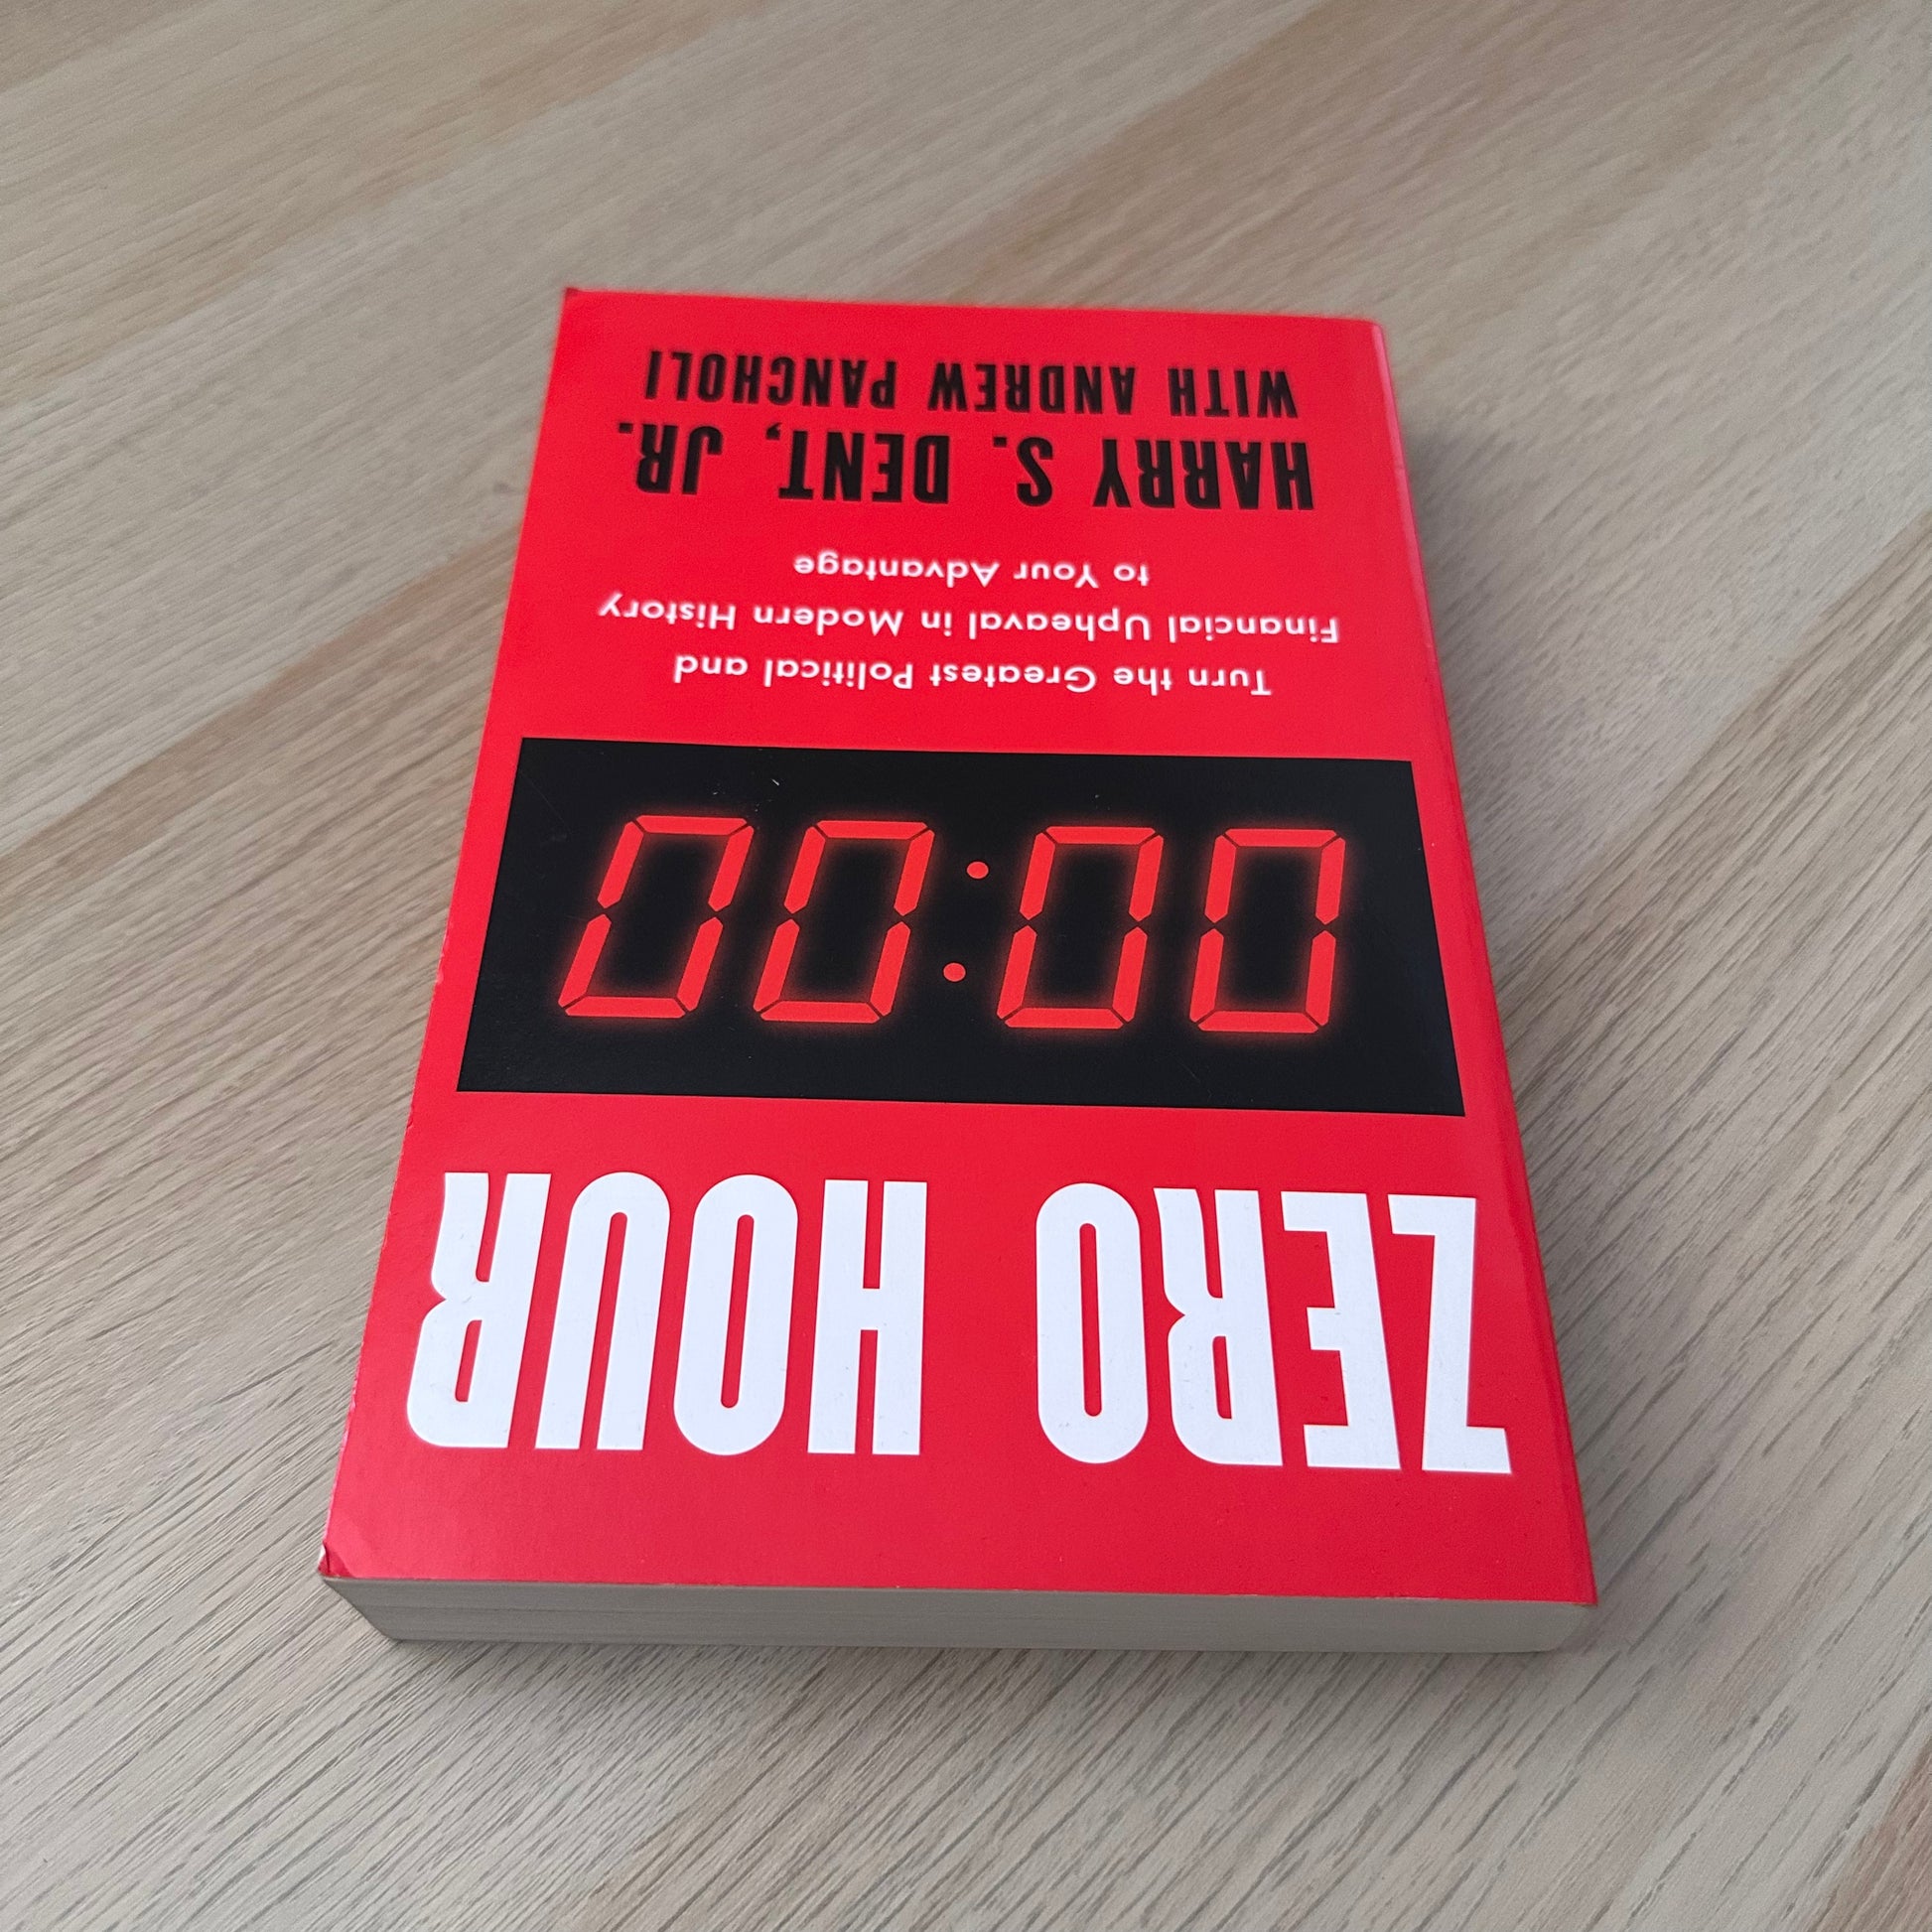 ZERO HOUR
00:00
Turn the Greatest Political and
Financial Upheaval in Modern History
to Your Advantage
HARRY S. DENT, JR.
WITH ANDREW PANCHOLI